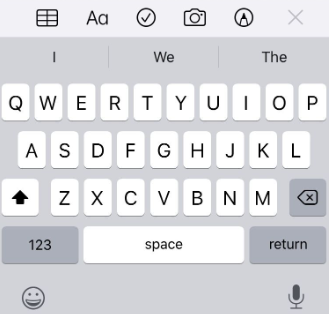 Aa
I We The
Q W E R T Y U I O P
A S D F G H J K L
Z X C V B N M
123 space return